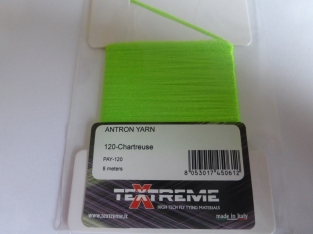 ANTRON YARN
120-Chartreuse
PAY-120
8 meters
8 053017 450612
TEXTREME
HIGH TECH FLY TYING MATERIALS
www.textreme.it
made in Italy